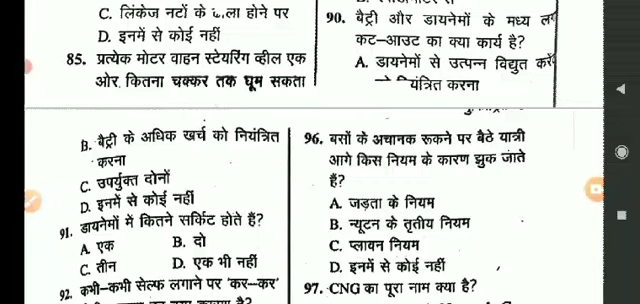 C. लिंकेज नटों के ला होने पर
D. इनमें से कोई नहीं
85. प्रत्येक मोटर वाहन स्टेयरिंग व्हील एक
ओर कितना चक्कर तक घूम सकता
90. बैट्री और डायनेमों के मध्य
कट-आउट का क्या कार्य है?
A. डायनेमों से उत्पन्न विद्युत
यंत्रित करना
B. बैट्री के अधिक खर्च को नियंत्रित
करना
C. उपर्युक्त दोनों
D. इनमें से कोई नहीं
91. डायनेमों में कितने सर्किट होते हैं?
A. एक B. दो
C. तीन D. एक भी नहीं
92. कभी-कभी सेल्फ लगाने पर 'कर--कर'
96. बसों के अचानक रूकने पर बैठे यात्री
आगे किस नियम के कारण झुक जाते
हैं?
A. जड़ता के नियम
B. न्यूटन के तृतीय नियम
C. प्लावन नियम
D. इनमें से कोई नहीं
97. CNG का पूरा नाम क्या है?